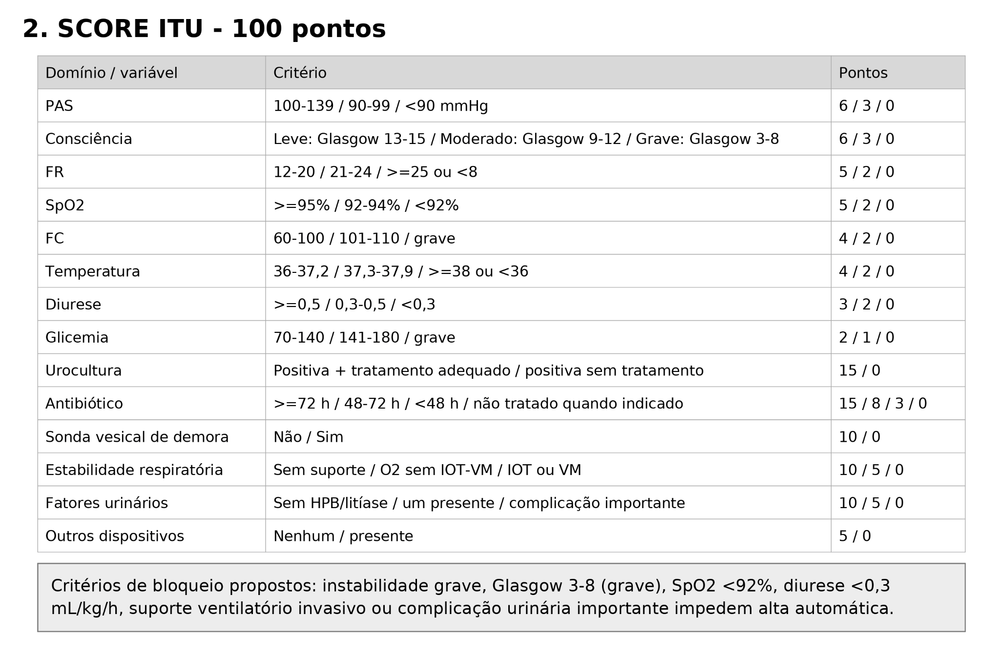 2. SCORE ITU - 100 pontos
Domínio / variável Critério Pontos
PAS 100-139 / 90-99 / <90 mmHg 6 / 3 / 0
Consciência Leve: Glasgow 13-15 / Moderado: Glasgow 9-12 / Grave: Glasgow 3-8 6 / 3 / 0
FR 12-20 / 21-24 / >=25 ou <8 5 / 2 / 0
SpO2 >=95% / 92-94% / <92% 5 / 2 / 0
FC 60-100 / 101-110 / grave 4 / 2 / 0
Temperatura 36-37,2 / 37,3-37,9 / >=38 ou <36 4 / 2 / 0
Diurese >=0,5 / 0,3-0,5 / <0,3 3 / 2 / 0
Glicemia 70-140 / 141-180 / grave 2 / 1 / 0
Urocultura Positiva + tratamento adequado / positiva sem tratamento 15 / 0
Antibiótico >=72 h / 48-72 h / <48 h / não tratado quando indicado 15 / 8 / 3 / 0
Sonda vesical de demora Não / Sim 10 / 0
Estabilidade respiratória Sem suporte / O2 sem IOT-VM / IOT ou VM 10 / 5 / 0
Fatores urinários Sem HPB/litíase / um presente / complicação importante 10 / 5 / 0
Outros dispositivos Nenhum / presente 5 / 0
Critérios de bloqueio propostos: instabilidade grave, Glasgow 3-8 (grave), SpO2 <92%, diurese <0,3
mL/kg/h, suporte ventilatório invasivo ou complicação urinária importante impedem alta automática.